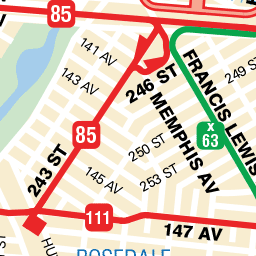 85
141 AV
143 AV
246 ST
FRANCIS LEWIS
249 S
MEMPHIS AV
X
63
85
250 ST
253 ST
243 ST
145 AV
111
147 AV
HU
ROSEDALE